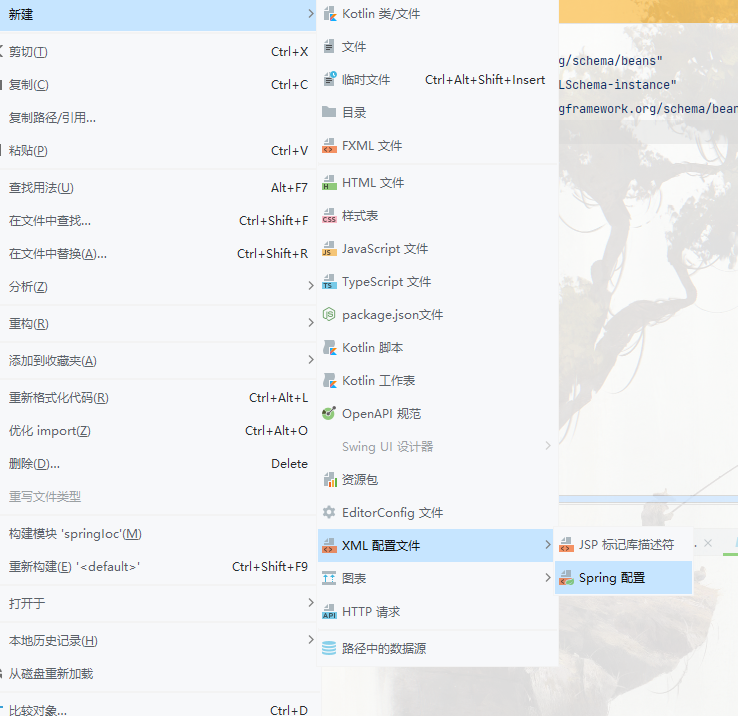 新建
剪切(T) Ctrl+X
复制(C) Ctrl+C
复制路径/引用...
粘贴(P) Ctrl+V
查找用法(U) Alt+F7
在文件中查找... Ctrl+Shift+F
在文件中替换(A)... Ctrl+Shift+R
分析(Z)
重构(R)
添加到收藏夹(A)
重新格式化代码(R) Ctrl+Alt+L
优化 import(Z) Ctrl+Alt+O
删除(D)... Delete
重写文件类型
构建模块 'springIoc'(M)
重新构建(E) '<default>' Ctrl+Shift+F9
打开于
本地历史记录(H)
从磁盘重新加载
比较对象... Ctrl+D
Kotlin 类/文件
文件
临时文件 Ctrl+Alt+Shift+Insert
目录
FXML 文件
HTML 文件
样式表
JavaScript 文件
TypeScript 文件
package.json文件
Kotlin 脚本
Kotlin 工作表
OpenAPI 规范
Swing UI 设计器
资源包
EditorConfig 文件
XML 配置文件
图表
HTTP 请求
路径中的数据源
JSP 标记库描述符
Spring 配置
g/schema/beans"
LSchema-instance"
gframework.org/schema/bean